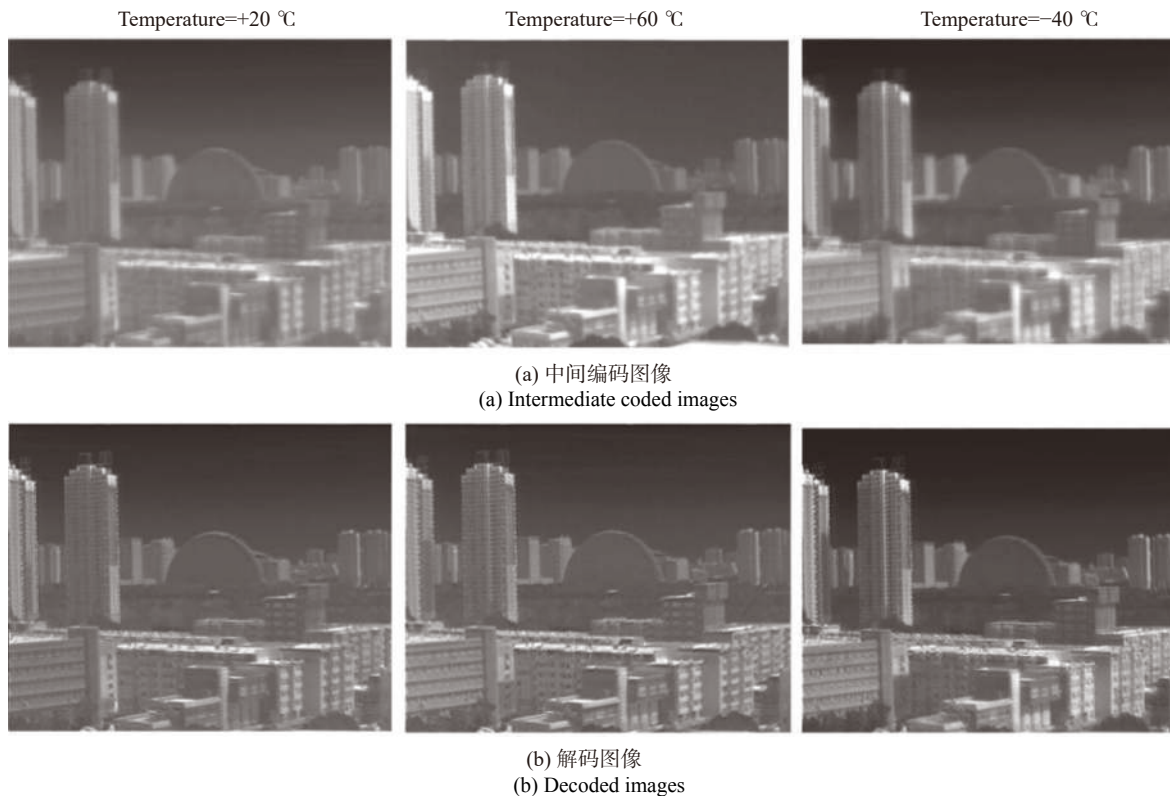 Temperature=+20 ℃
Temperature=+60 ℃
Temperature=−40 ℃
(a) 中间编码图像
(a) Intermediate coded images
(b) 解码图像
(b) Decoded images